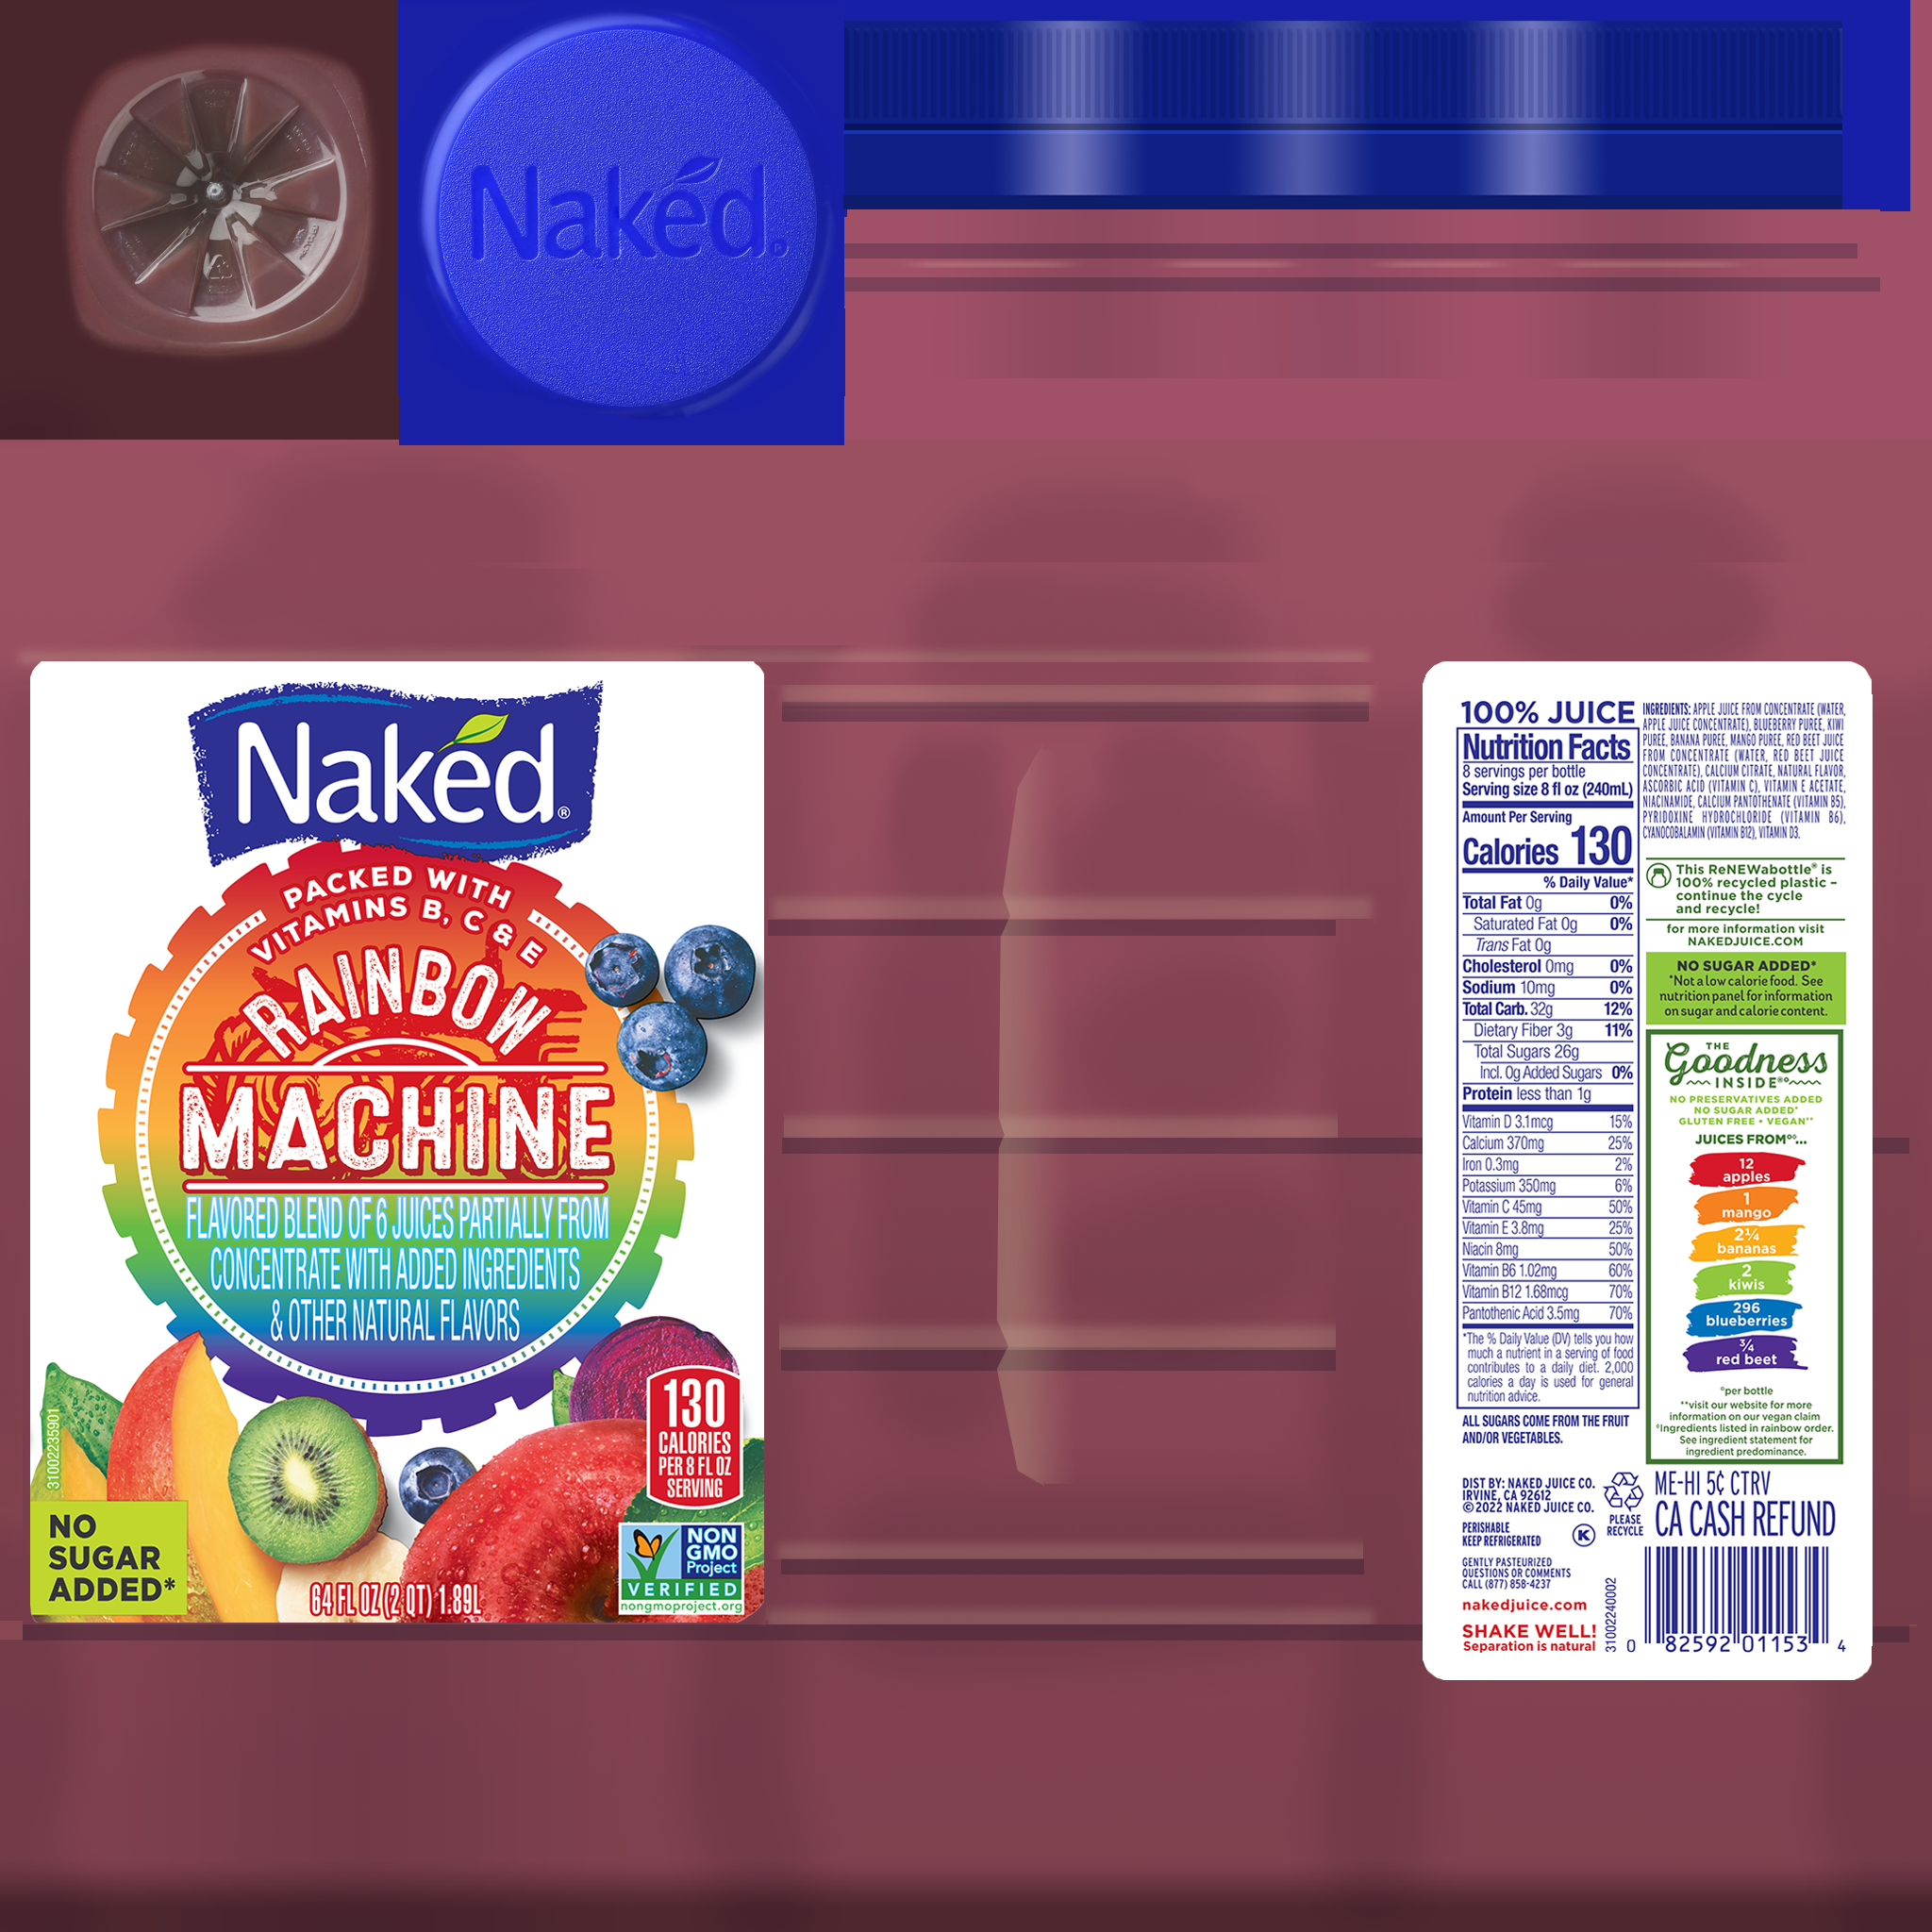 Naked®
Naked®
PACKED WITH
VITAMINS B, C & E
RAINBOW
MACHINE
FLAVORED BLEND OF 6 JUICES PARTIALLY FROM
CONCENTRATE WITH ADDED INGREDIENTS
& OTHER NATURAL FLAVORS
130
CALORIES
PER 8 FL OZ
SERVING
31002235901
NO
SUGAR
ADDED*
64 FL OZ (2 QT) 1.89L
NON
GMO
Project
VERIFIED
nongmoproject.org
100% JUICE
Nutrition Facts
8 servings per bottle
Serving size 8 fl oz (240mL)
Amount Per Serving
Calories 130
% Daily Value*
Total Fat 0g 0%
Saturated Fat 0g 0%
Trans Fat 0g
Cholesterol 0mg 0%
Sodium 10mg 0%
Total Carb. 32g 12%
Dietary Fiber 3g 11%
Total Sugars 26g
Incl. 0g Added Sugars 0%
Protein less than 1g
Vitamin D 3.1mcg 15%
Calcium 370mg 25%
Iron 0.3mg 2%
Potassium 350mg 6%
Vitamin C 45mg 50%
Vitamin E 3.8mg 25%
Niacin 8mg 50%
Vitamin B6 1.02mg 60%
Vitamin B12 1.68mcg 70%
Pantothenic Acid 3.5mg 70%
*The % Daily Value (DV) tells you how
much a nutrient in a serving of food
contributes to a daily diet. 2,000
calories a day is used for general
nutrition advice.
ALL SUGARS COME FROM THE FRUIT
AND/OR VEGETABLES.
DIST BY: NAKED JUICE CO.
IRVINE, CA 92612
©2022 NAKED JUICE CO.
PERISHABLE
KEEP REFRIGERATED
K
GENTLY PASTEURIZED
QUESTIONS OR COMMENTS
CALL (877) 858-4237
nakedjuice.com
SHAKE WELL!
Separation is natural
INGREDIENTS: APPLE JUICE FROM CONCENTRATE (WATER,
APPLE JUICE CONCENTRATE), BLUEBERRY PUREE, KIWI
PUREE, BANANA PUREE, MANGO PUREE, RED BEET JUICE
FROM CONCENTRATE (WATER, RED BEET JUICE
CONCENTRATE), CALCIUM CITRATE, NATURAL FLAVOR,
ASCORBIC ACID (VITAMIN C), VITAMIN E ACETATE,
NIACINAMIDE, CALCIUM PANTOTHENATE (VITAMIN B5),
PYRIDOXINE HYDROCHLORIDE (VITAMIN B6),
CYANOCOBALAMIN (VITAMIN B12), VITAMIN D3.
This ReNEWabottle® is
100% recycled plastic –
continue the cycle
and recycle!
for more information visit
NAKEDJUICE.COM
NO SUGAR ADDED*
*Not a low calorie food. See
nutrition panel for information
on sugar and calorie content.
THE
Goodness
INSIDE®°
NO PRESERVATIVES ADDED
NO SUGAR ADDED*
GLUTEN FREE • VEGAN**
JUICES FROM°°...
12
apples
1
mango
2¼
bananas
2
kiwis
296
blueberries
¾
red beet
°per bottle
**visit our website for more
information on our vegan claim
°Ingredients listed in rainbow order.
See ingredient statement for
ingredient predominance.
PLEASE
RECYCLE
ME-HI 5¢ CTRV
CA CASH REFUND
31002240002
0 82592 01153 4